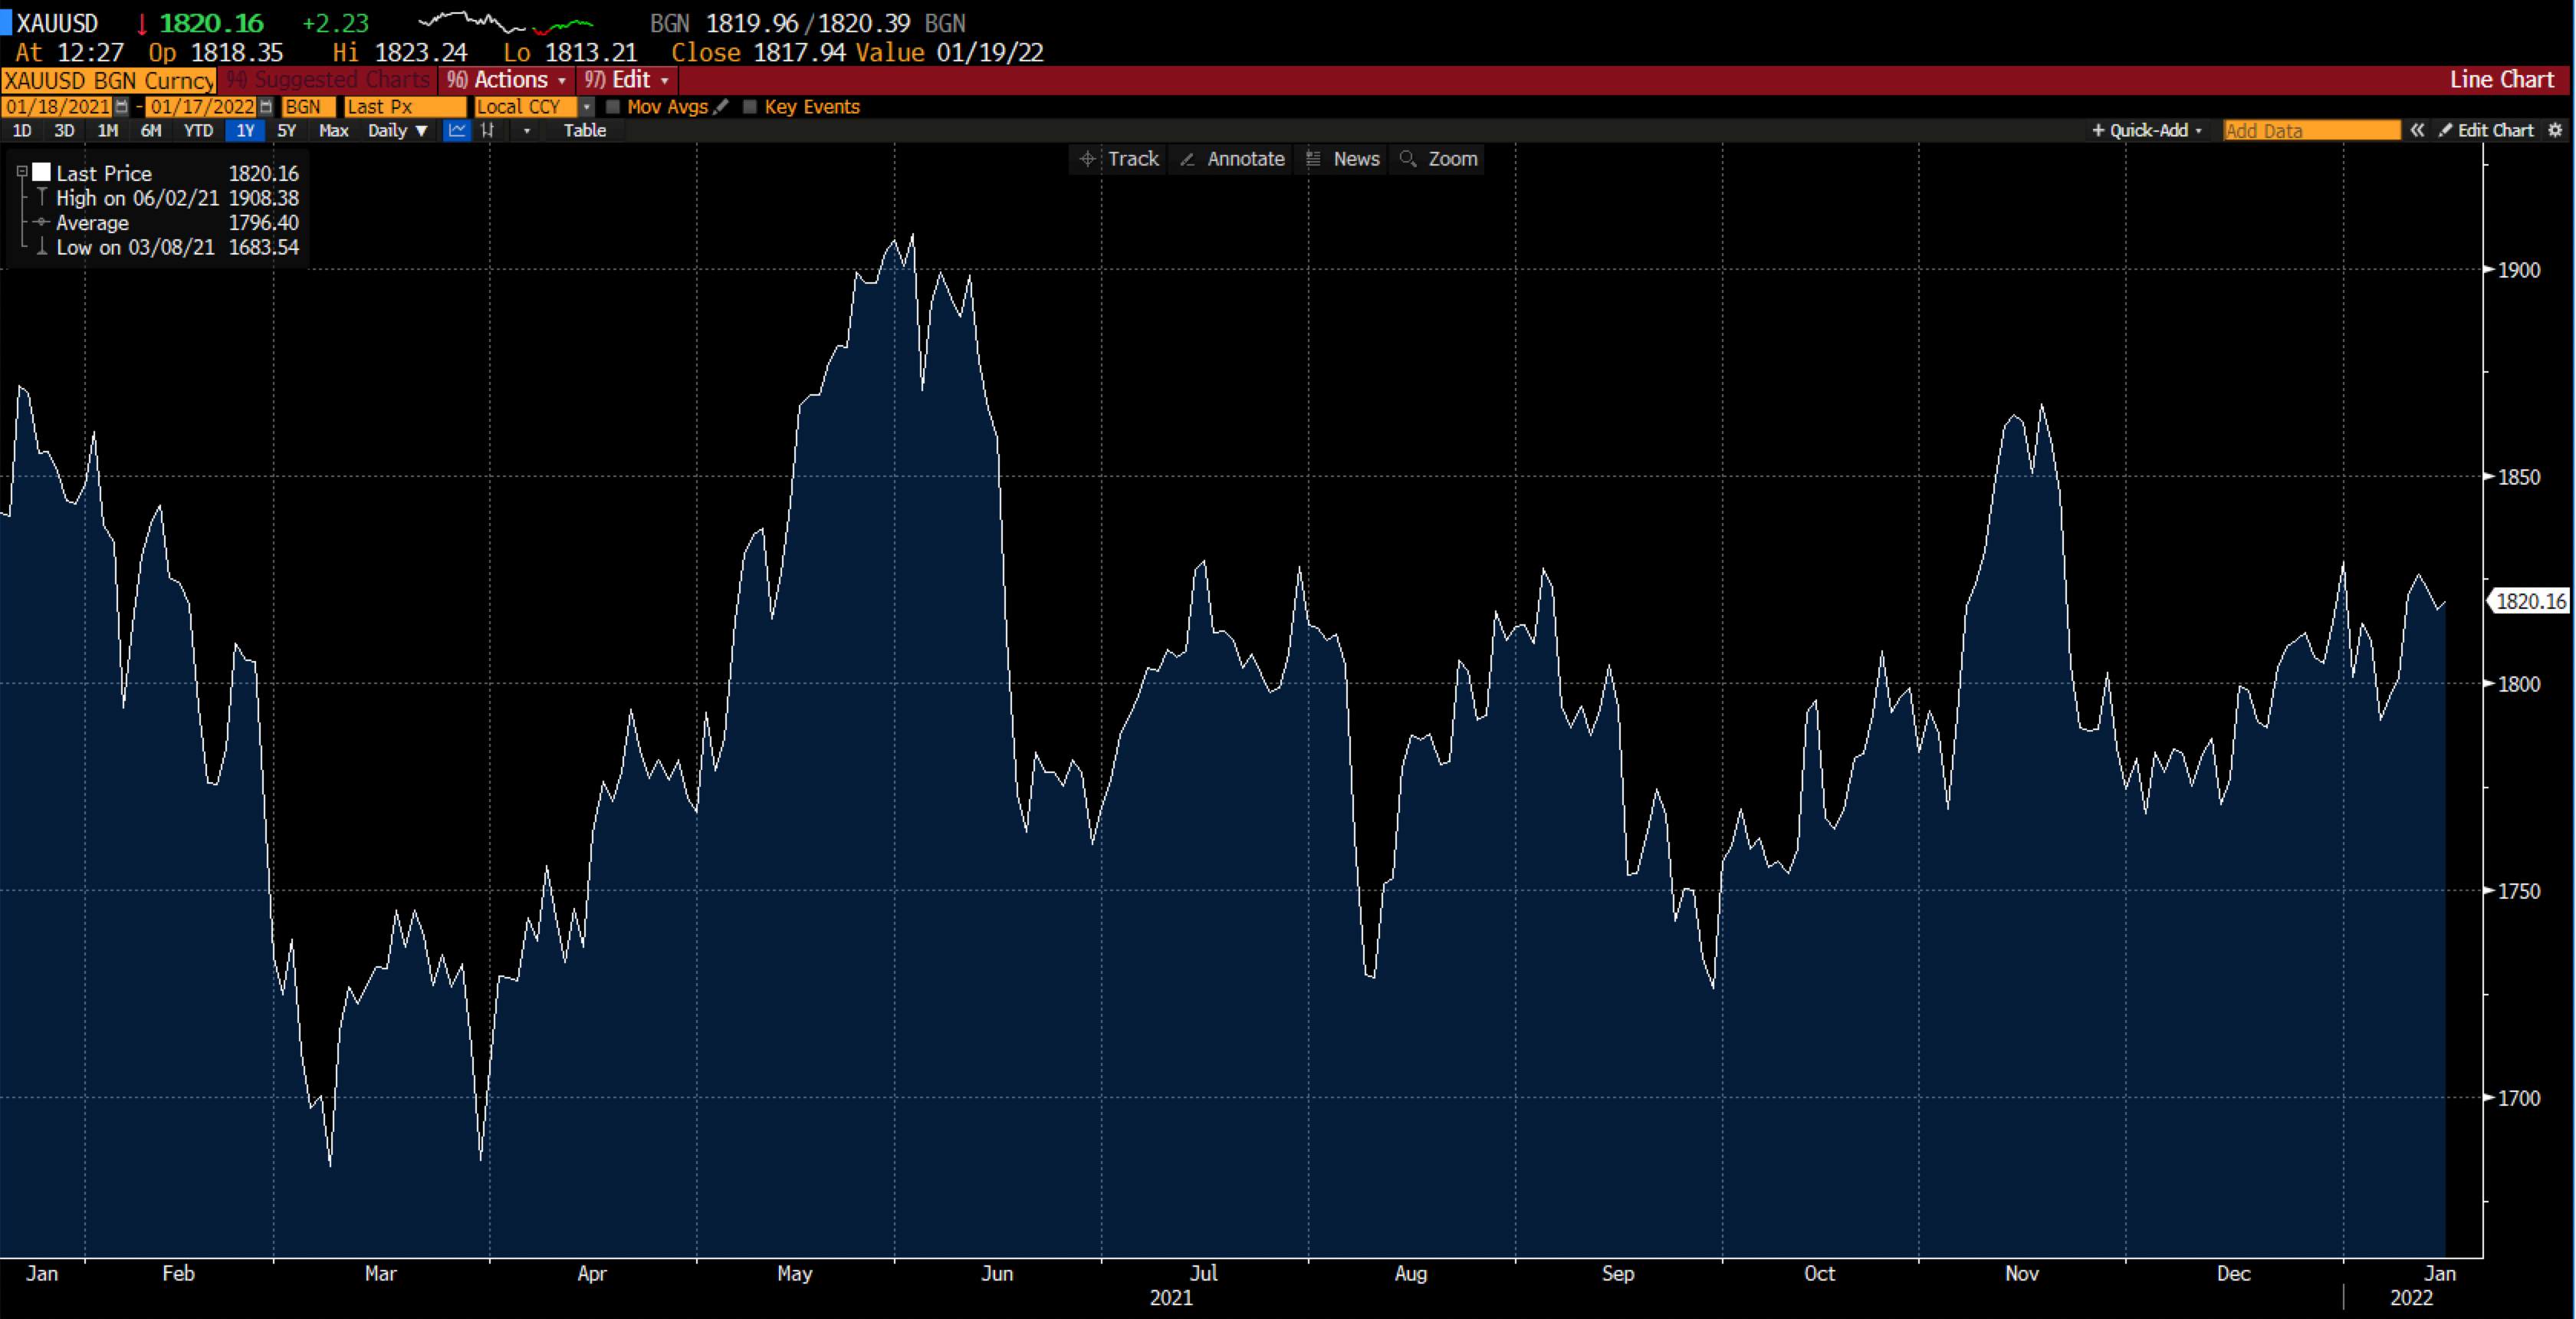 XAUUSD ↓ 1820.16 +2.23 BGN 1819.96/1820.39 BGN
At 12:27 Op 1818.35 Hi 1823.24 Lo 1813.21 Close 1817.94 Value 01/19/22
XAUUSD BGN Curncy 94) Suggested Charts 96) Actions 97) Edit Line Chart
01/18/2021 - 01/17/2022 BGN Last Px Local CCY Mov Avgs Key Events
1D 3D 1M 6M YTD 1Y 5Y Max Daily ▼ Table + Quick-Add Add Data « Edit Chart
Track Annotate News Zoom
Last Price 1820.16
High on 06/02/21 1908.38
Average 1796.40
Low on 03/08/21 1683.54
1900
1850
1820.16
1800
1750
1700
Jan Feb Mar Apr May Jun Jul Aug Sep Oct Nov Dec Jan
2021 2022